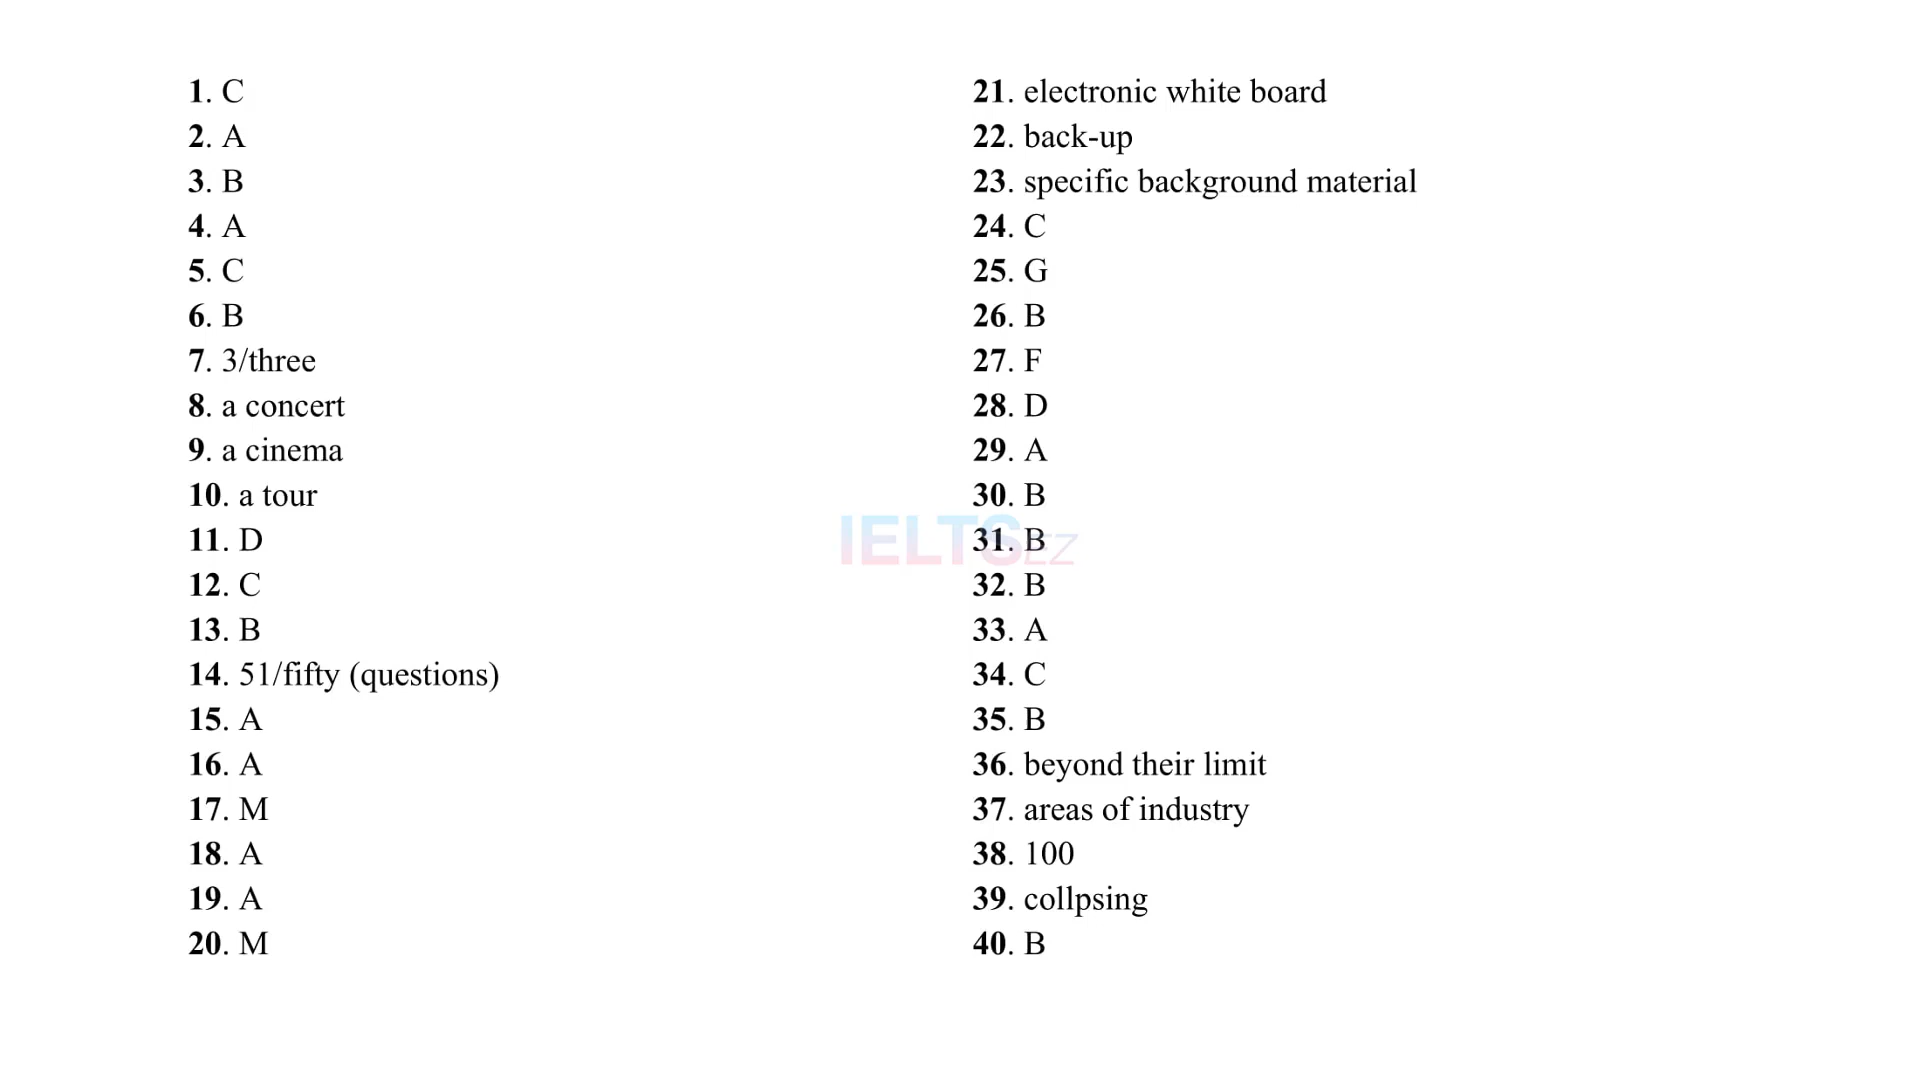 1. C
2. A
3. B
4. A
5. C
6. B
7. 3/three
8. a concert
9. a cinema
10. a tour
11. D
12. C
13. B
14. 51/fifty (questions)
15. A
16. A
17. M
18. A
19. A
20. M
21. electronic white board
22. back-up
23. specific background material
24. C
25. G
26. B
27. F
28. D
29. A
30. B
31. B
32. B
33. A
34. C
35. B
36. beyond their limit
37. areas of industry
38. 100
39. collpsing
40. B
IELTSEZ